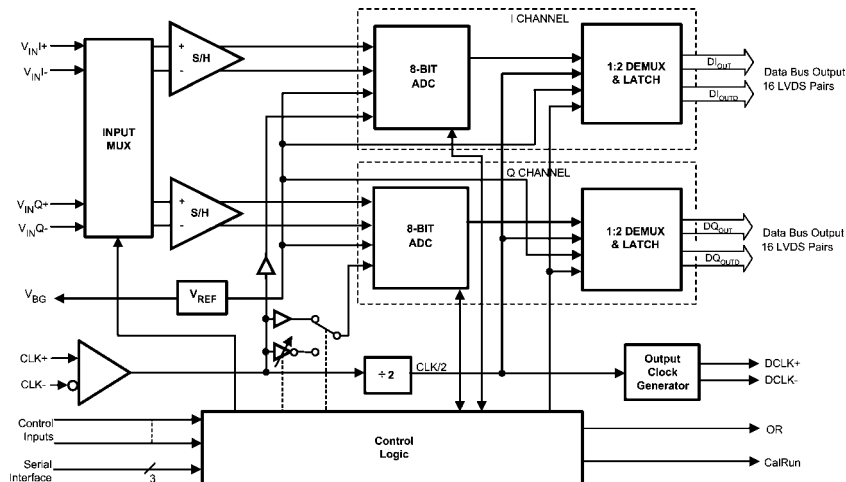 I CHANNEL
VINI+
VINI-
+
-
S/H
8-BIT
ADC
1:2 DEMUX
& LATCH
DIOUT
DIOUTD
Data Bus Output
16 LVDS Pairs
INPUT
MUX
Q CHANNEL
VINQ+
VINQ-
+
-
S/H
8-BIT
ADC
1:2 DEMUX
& LATCH
DQOUT
DQOUTD
Data Bus Output
16 LVDS Pairs
VBG
VREF
CLK+
CLK-
÷ 2
CLK/2
Output
Clock
Generator
DCLK+
DCLK-
Control
Inputs
Serial
Interface
3
Control
Logic
OR
CalRun